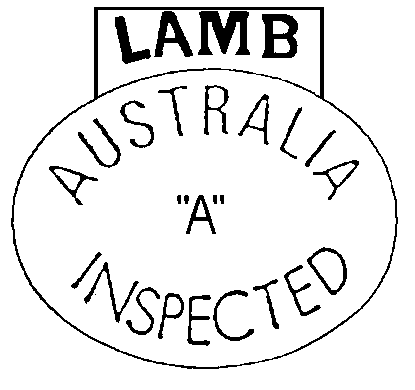 LAMB
AUSTRALIA
"A"
INSPECTED